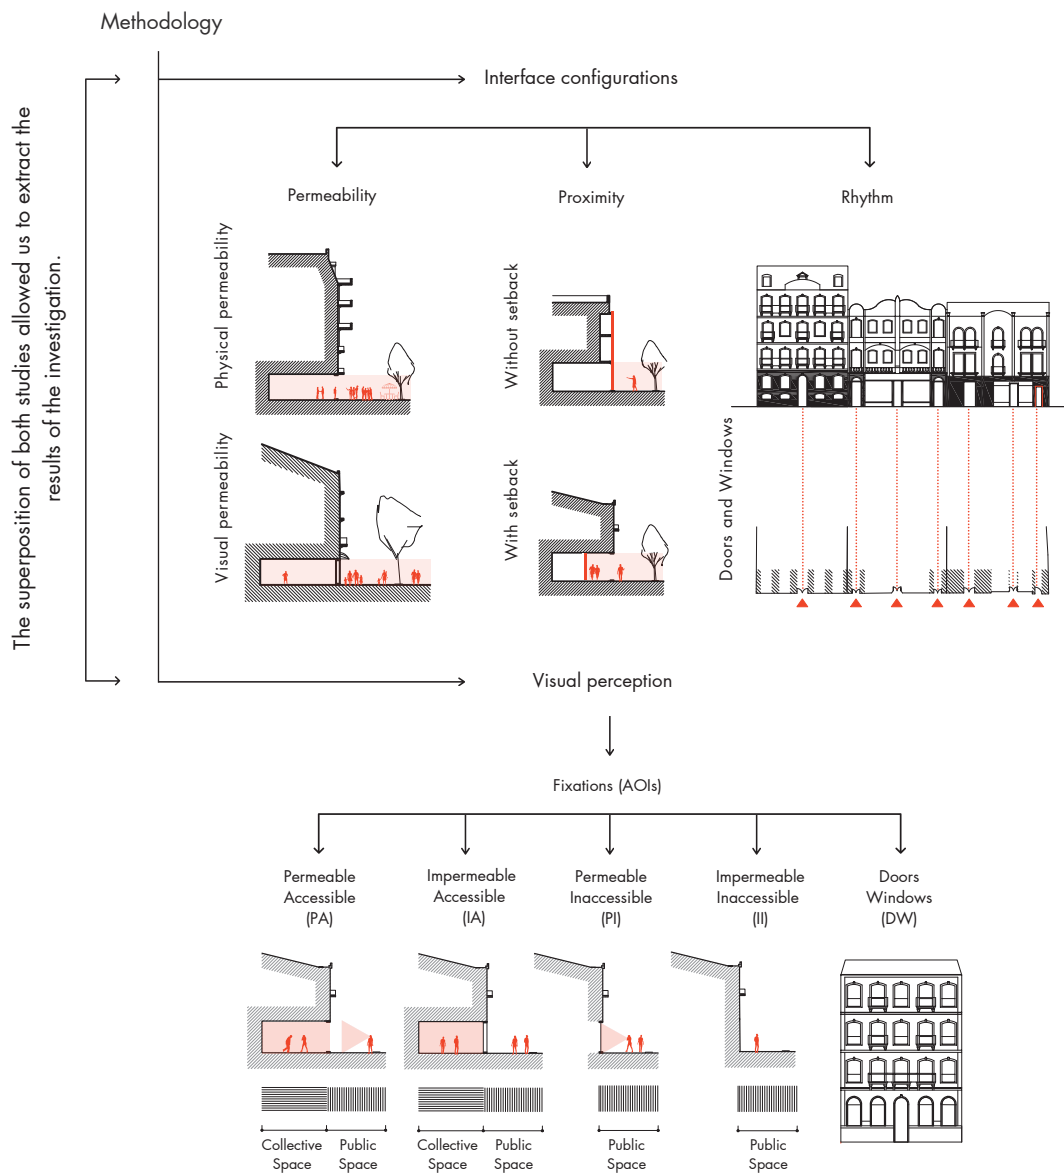 Methodology
Interface configurations
The superposition of both studies allowed us to extract the
results of the investigation.
Permeability
Proximity
Rhythm
Physical permeability
Visual permeability
Without setback
With setback
Doors and Windows
Visual perception
Fixations (AOIs)
Permeable
Accessible
(PA)
Impermeable
Accessible
(IA)
Permeable
Inaccessible
(PI)
Impermeable
Inaccessible
(II)
Doors
Windows
(DW)
Collective
Space
Public
Space
Collective
Space
Public
Space
Public
Space
Public
Space